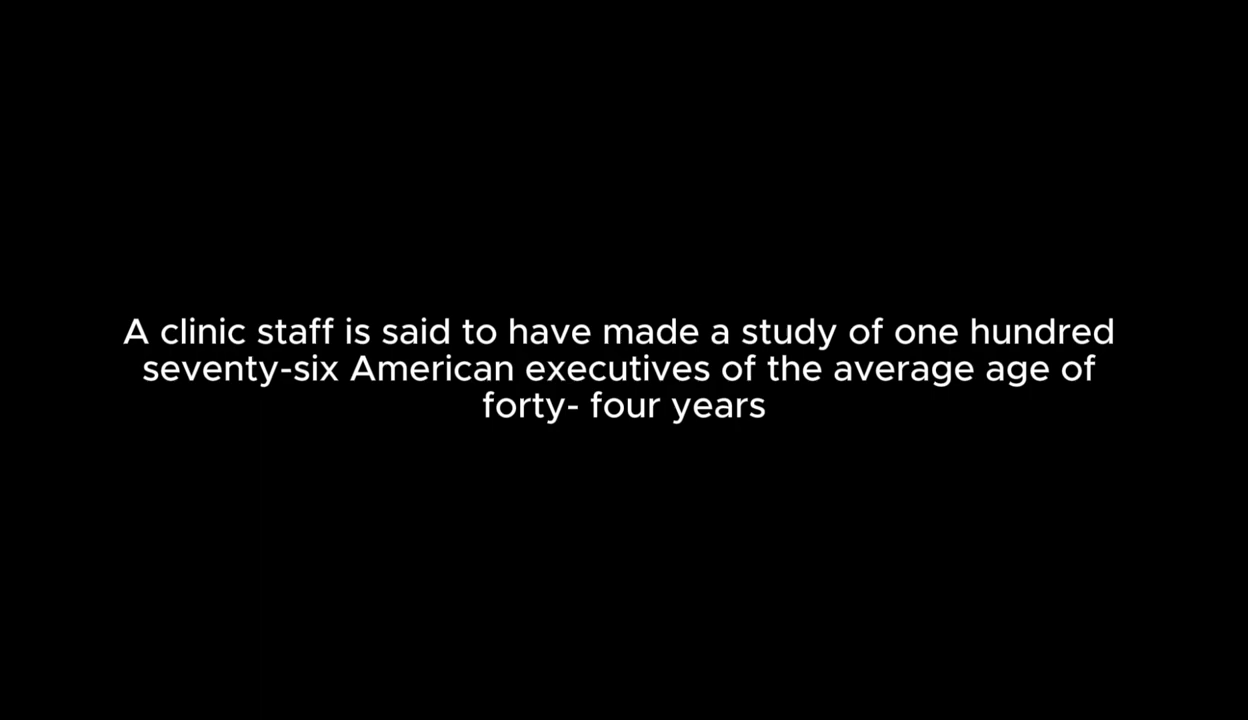 A clinic staff is said to have made a study of one hundred
seventy-six American executives of the average age of
forty- four years